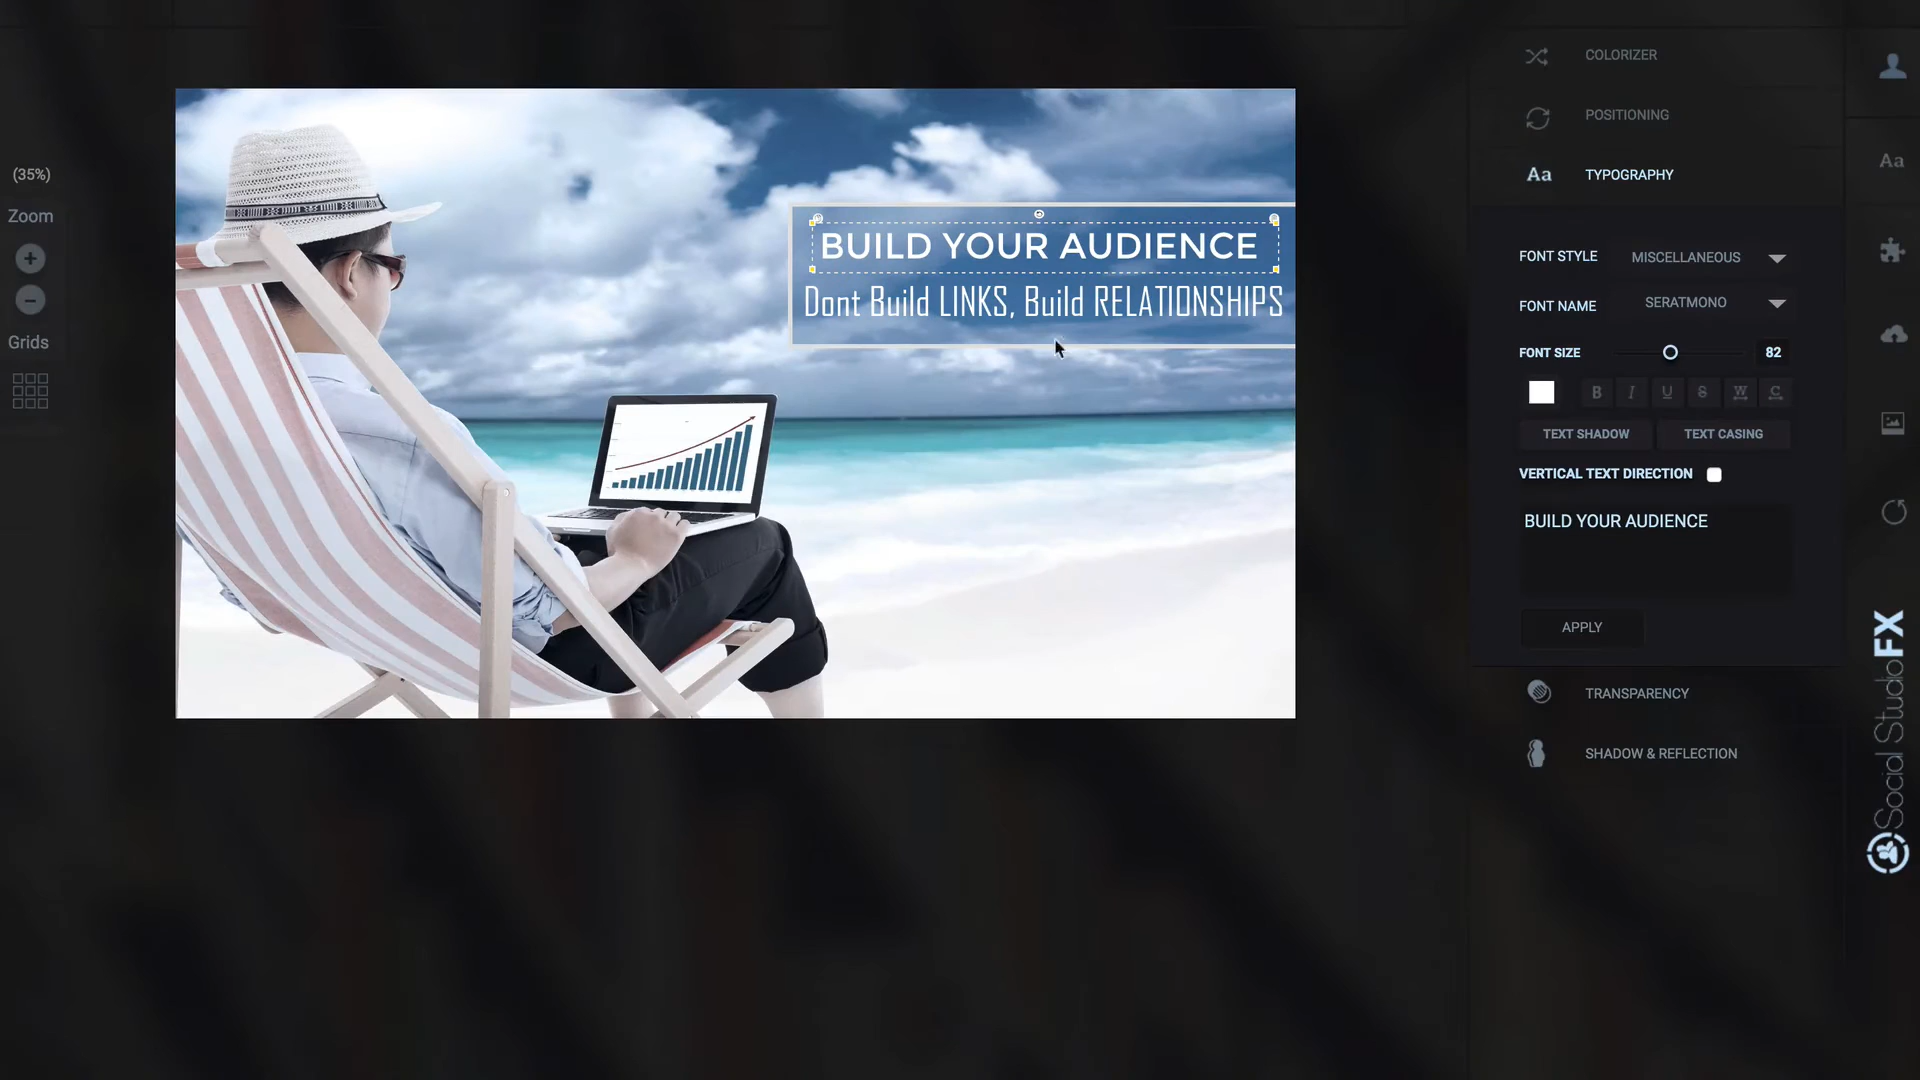 COLORIZER
POSITIONING
Aa TYPOGRAPHY
Aa
(35%)
Zoom
Grids
BUILD YOUR AUDIENCE
Dont Build LINKS, Build RELATIONSHIPS
FONT STYLE MISCELLANEOUS
FONT NAME SERATMONO
FONT SIZE 82
B I U S W C
TEXT SHADOW TEXT CASING
VERTICAL TEXT DIRECTION
BUILD YOUR AUDIENCE
APPLY
TRANSPARENCY
SHADOW & REFLECTION
Social StudioFX